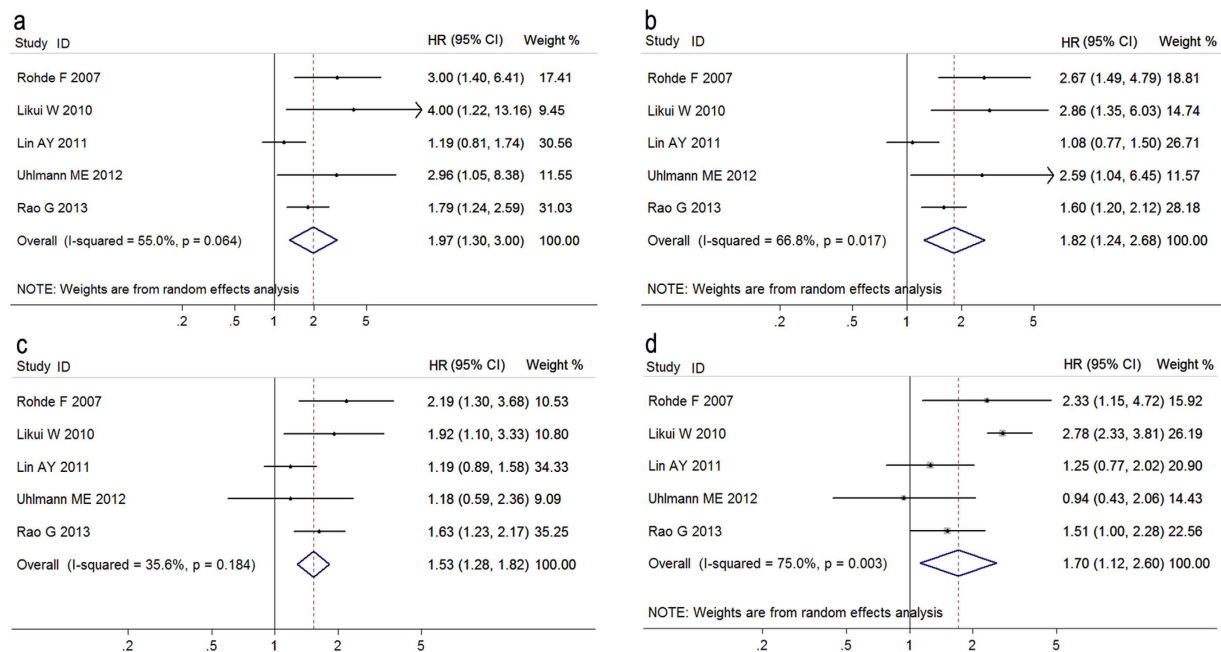 a
Study ID HR (95% CI) Weight %
Rohde F 2007 3.00 (1.40, 6.41) 17.41
Likui W 2010 4.00 (1.22, 13.16) 9.45
Lin AY 2011 1.19 (0.81, 1.74) 30.56
Uhlmann ME 2012 2.96 (1.05, 8.38) 11.55
Rao G 2013 1.79 (1.24, 2.59) 31.03
Overall (I-squared = 55.0%, p = 0.064) 1.97 (1.30, 3.00) 100.00
NOTE: Weights are from random effects analysis
.2 .5 1 2 5
b
Study ID HR (95% CI) Weight %
Rohde F 2007 2.67 (1.49, 4.79) 18.81
Likui W 2010 2.86 (1.35, 6.03) 14.74
Lin AY 2011 1.08 (0.77, 1.50) 26.71
Uhlmann ME 2012 2.59 (1.04, 6.45) 11.57
Rao G 2013 1.60 (1.20, 2.12) 28.18
Overall (I-squared = 66.8%, p = 0.017) 1.82 (1.24, 2.68) 100.00
NOTE: Weights are from random effects analysis
.2 .5 1 2 5
c
Study ID HR (95% CI) Weight %
Rohde F 2007 2.19 (1.30, 3.68) 10.53
Likui W 2010 1.92 (1.10, 3.33) 10.80
Lin AY 2011 1.19 (0.89, 1.58) 34.33
Uhlmann ME 2012 1.18 (0.59, 2.36) 9.09
Rao G 2013 1.63 (1.23, 2.17) 35.25
Overall (I-squared = 35.6%, p = 0.184) 1.53 (1.28, 1.82) 100.00
.2 .5 1 2 5
d
Study ID HR (95% CI) Weight %
Rohde F 2007 2.33 (1.15, 4.72) 15.92
Likui W 2010 2.78 (2.33, 3.81) 26.19
Lin AY 2011 1.25 (0.77, 2.02) 20.90
Uhlmann ME 2012 0.94 (0.43, 2.06) 14.43
Rao G 2013 1.51 (1.00, 2.28) 22.56
Overall (I-squared = 75.0%, p = 0.003) 1.70 (1.12, 2.60) 100.00
NOTE: Weights are from random effects analysis
.2 .5 1 2 5